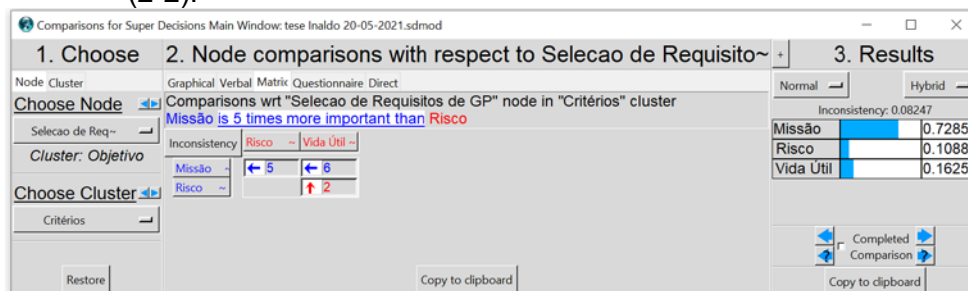 (2-2).
Comparisons for Super Decisions Main Window: tese Inaldo 20-05-2021.sdmod
1. Choose
Node Cluster
Choose Node
Selecao de Req~
Cluster: Objetivo
Choose Cluster
Critérios
Restore
2. Node comparisons with respect to Selecao de Requisito~
Graphical Verbal Matrix Questionnaire Direct
Comparisons wrt "Selecao de Requisitos de GP" node in "Critérios" cluster
Missão is 5 times more important than Risco
Inconsistency Risco ~ Vida Útil ~
Missão ~ ← 5 ← 6
Risco ~ ↑ 2
Copy to clipboard
+ 3. Results
Normal Hybrid
Inconsistency: 0.08247
Missão 0.7285
Risco 0.1088
Vida Útil 0.1625
Completed
Comparison
Copy to clipboard